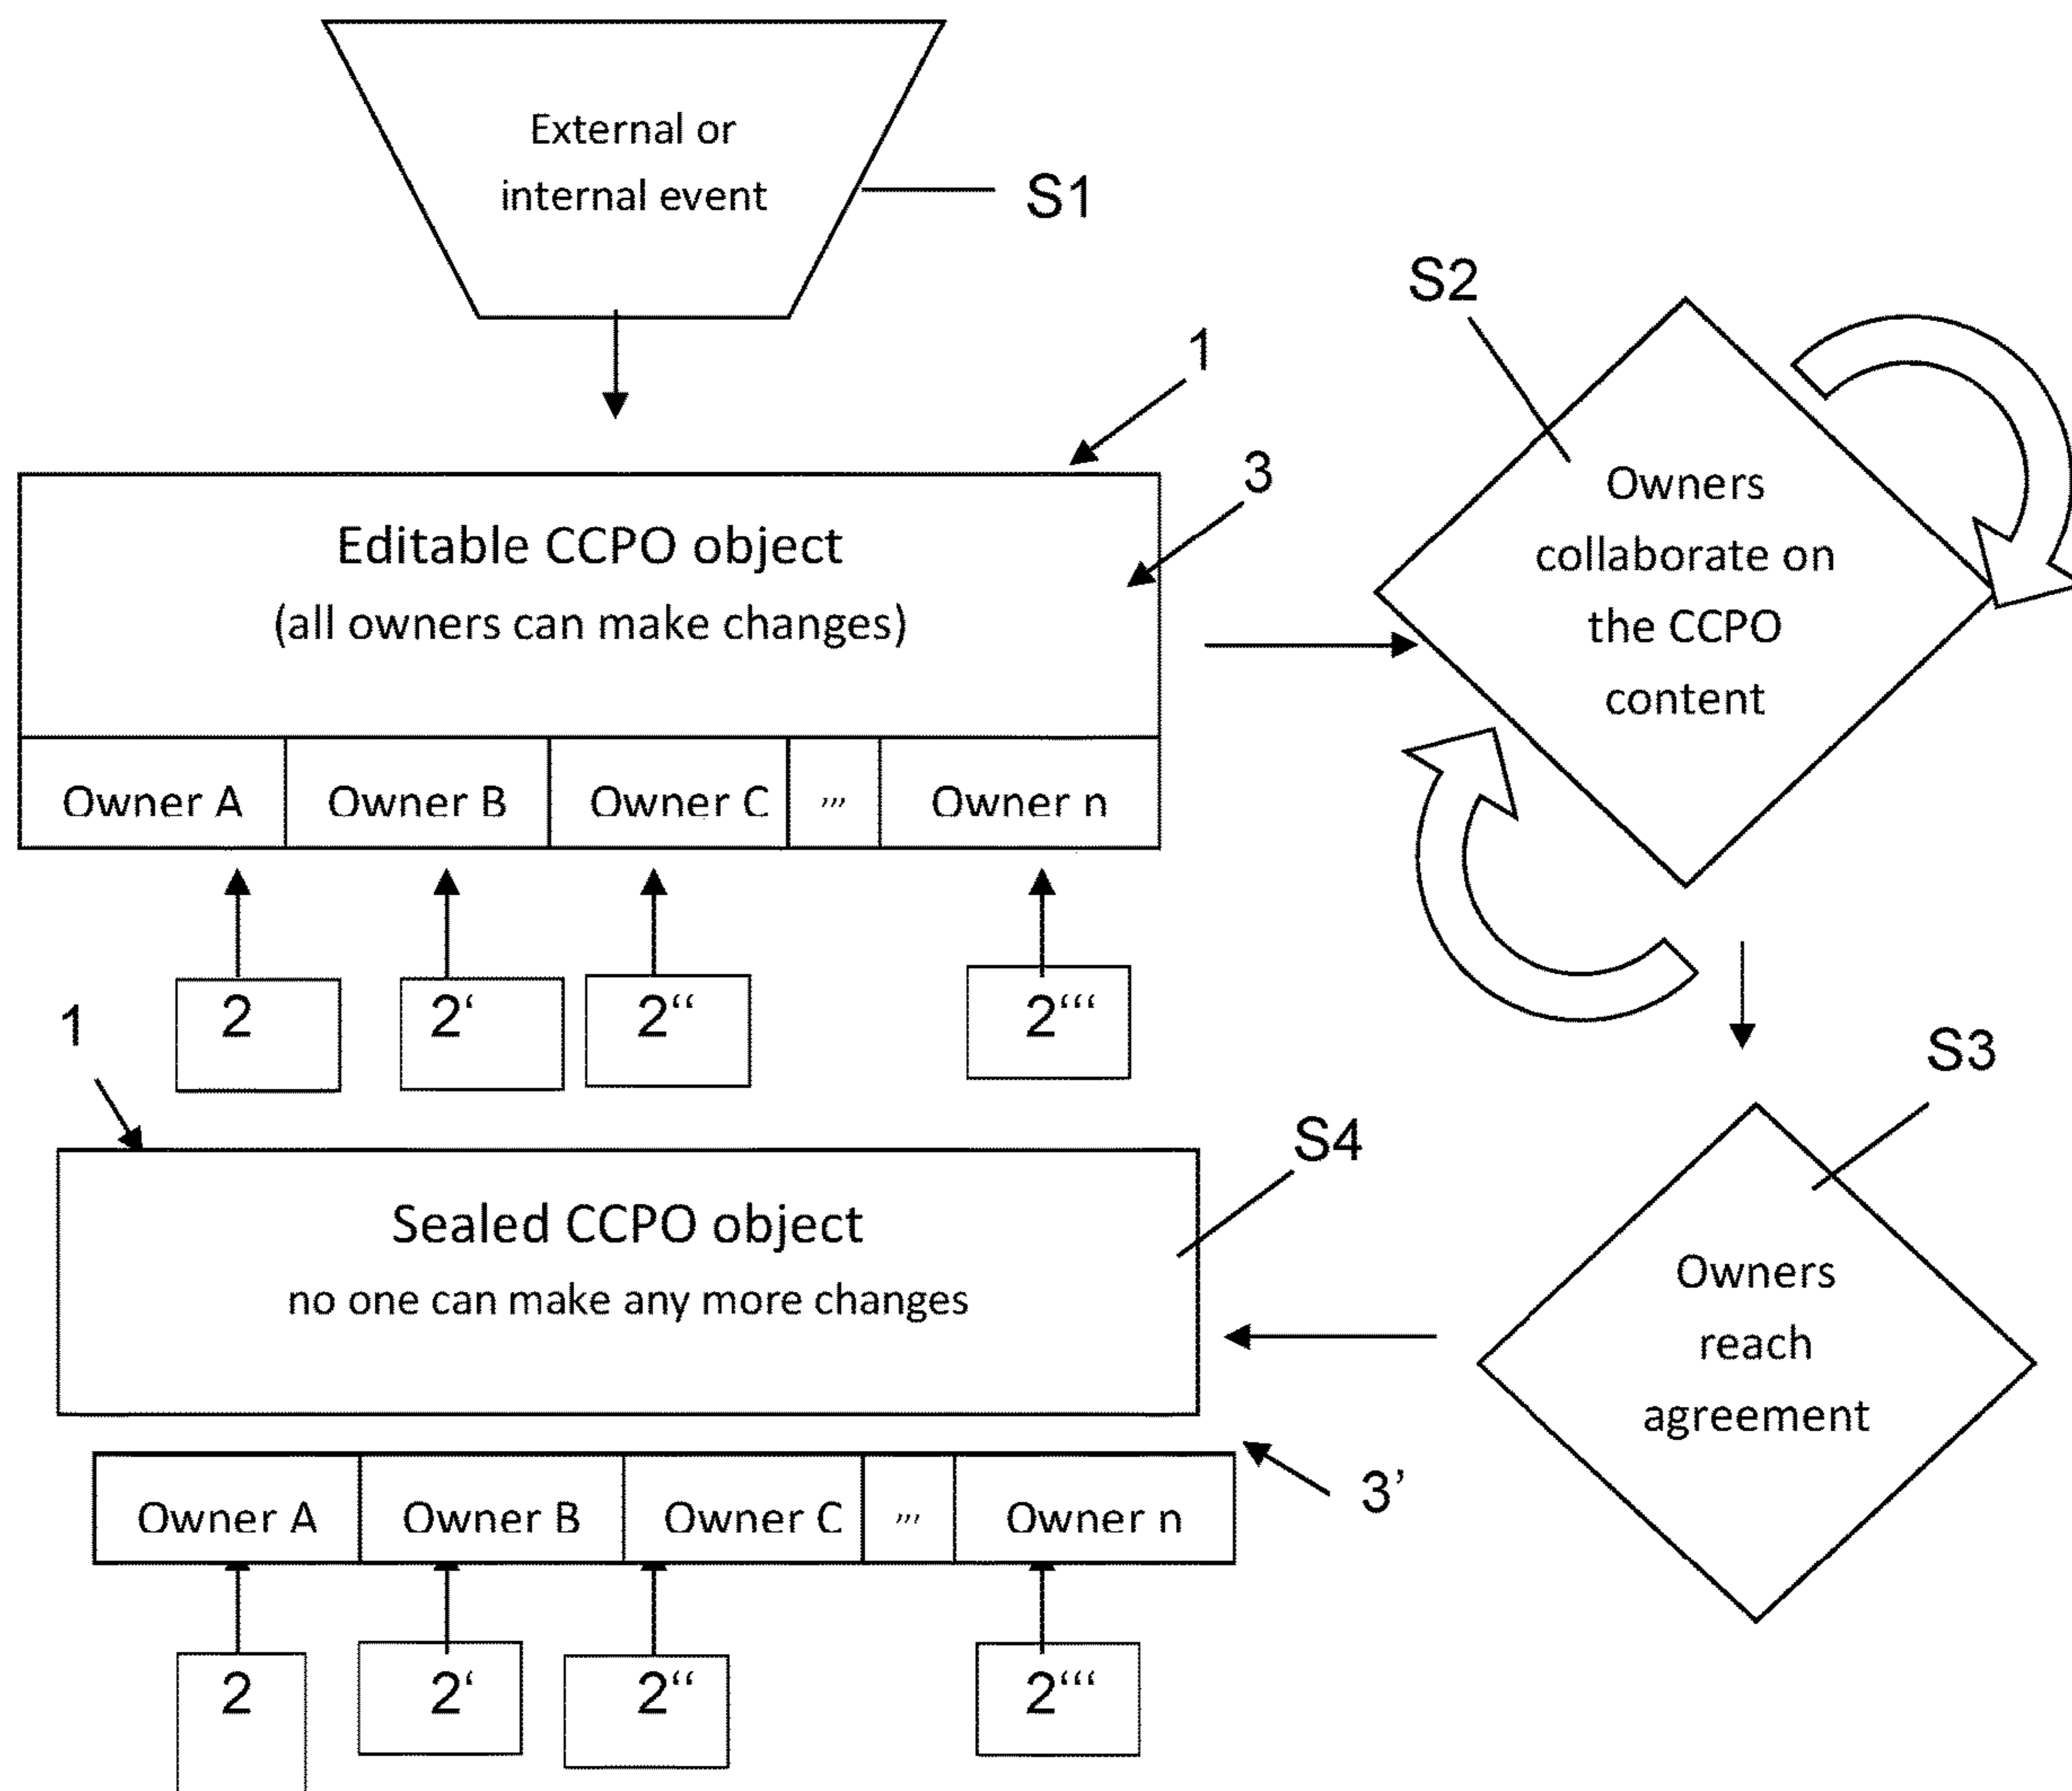 External or
internal event
S1
S2
1
3
Editable CCPO object
(all owners can make changes)
Owners
collaborate on
the CCPO
content
Owner A Owner B Owner C ,,, Owner n
2 2‘ 2“ 2“‘
1
S3
S4
Sealed CCPO object
no one can make any more changes
Owners
reach
agreement
3’
Owner A Owner B Owner C ,,, Owner n
2 2‘ 2“ 2“‘